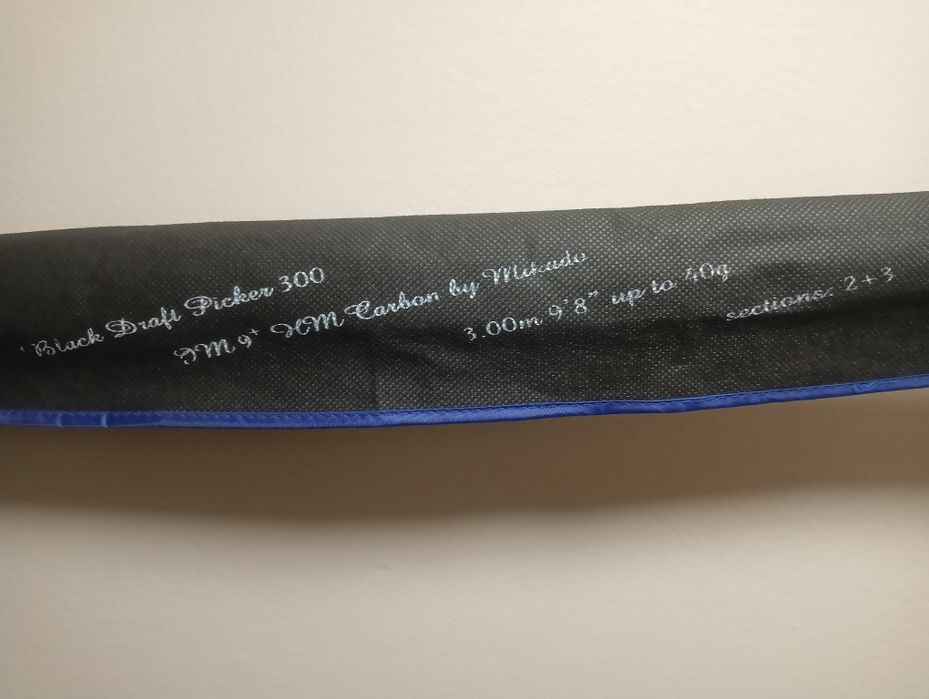 Black Draft Picker 300
IM 9+ HM Carbon by Mikado
3.00m 9'8" up to 40g
sections: 2+3